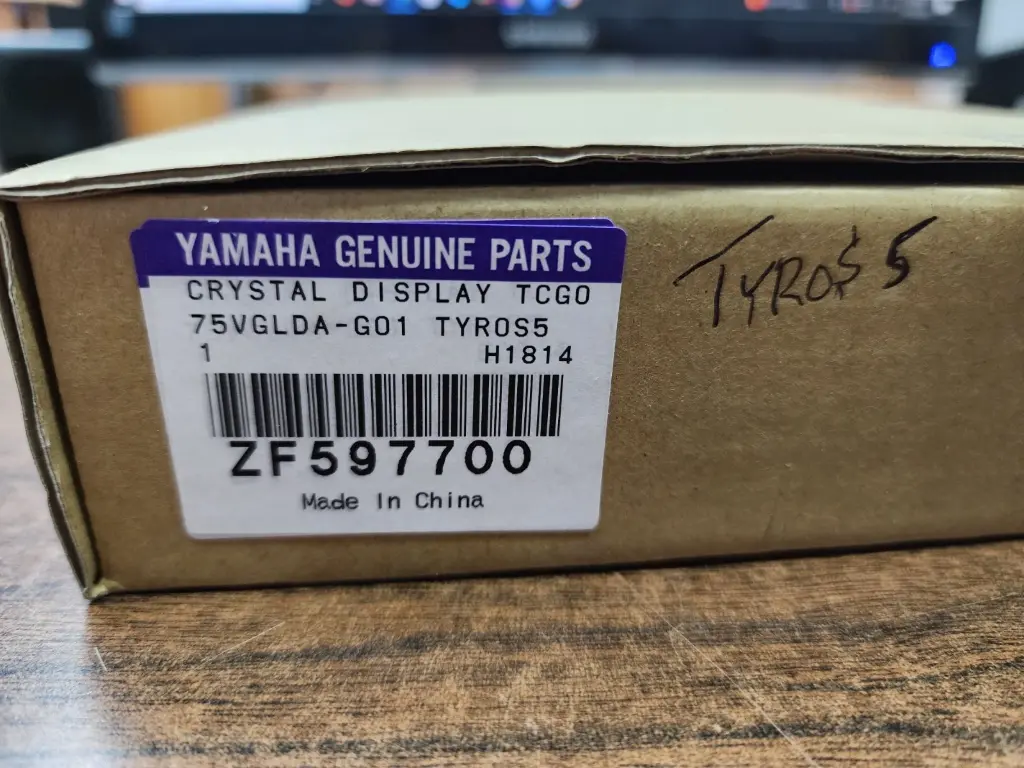 YAMAHA GENUINE PARTS
CRYSTAL DISPLAY TCG0
75VGLDA-G01 TYROS5
1 H1814
ZF597700
Made In China
TYROS 5